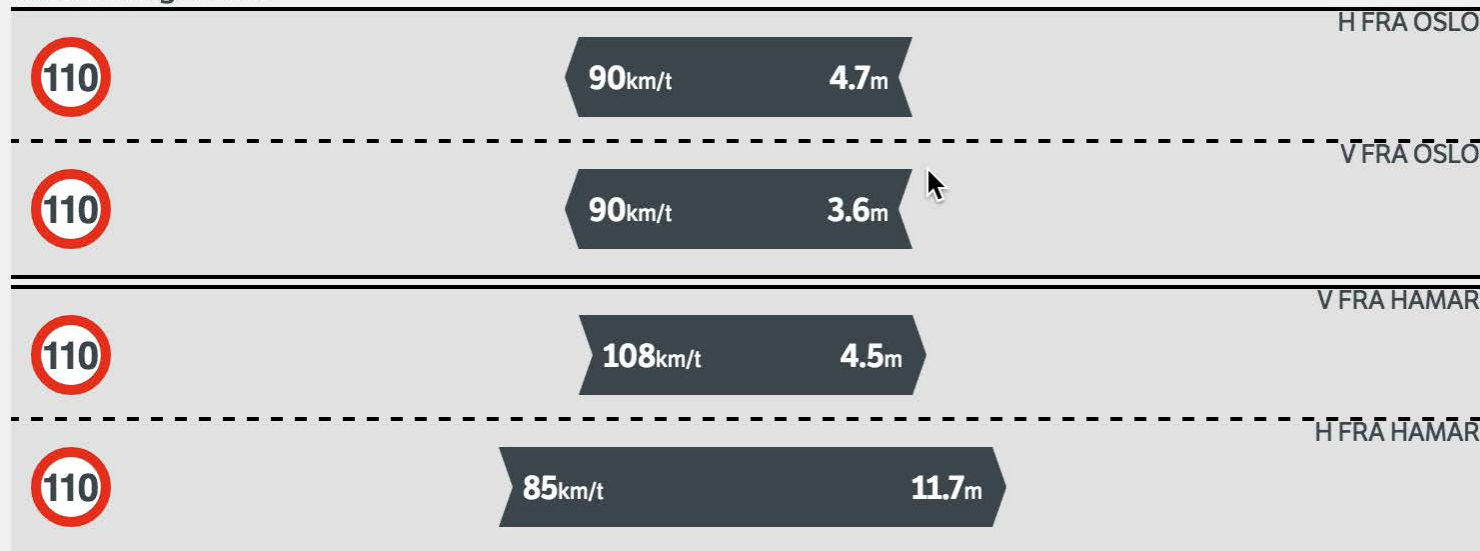 H FRA OSLO
110 90km/t 4.7m
V FRA OSLO
110 90km/t 3.6m
V FRA HAMAR
110 108km/t 4.5m
H FRA HAMAR
110 85km/t 11.7m